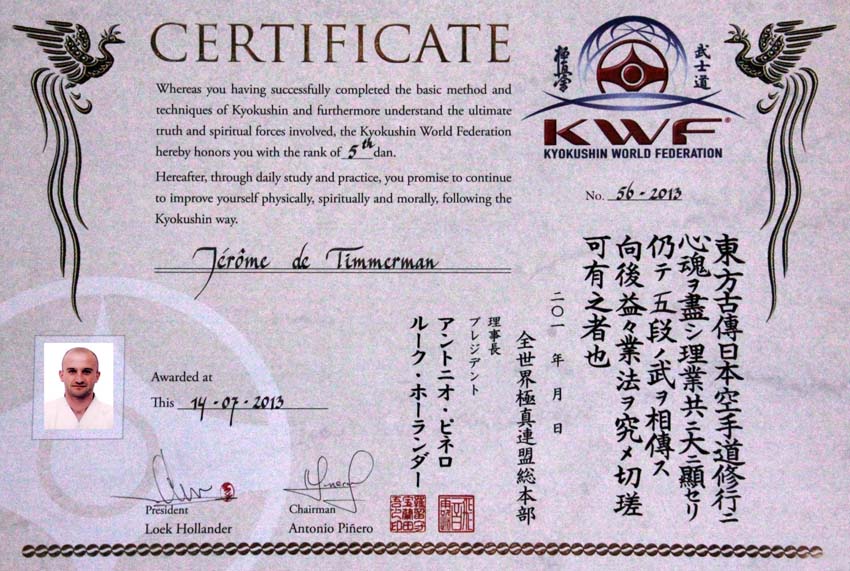 CERTIFICATE
Whereas you having successfully completed the basic method and
techniques of Kyokushin and furthermore understand the ultimate
truth and spiritual forces involved, the Kyokushin World Federation
hereby honors you with the rank of 5th dan.
Hereafter, through daily study and practice, you promise to continue
to improve yourself physically, spiritually and morally, following the
Kyokushin way.
Jérôme de Timmerman
極真会
武士道
KWF®
KYOKUSHIN WORLD FEDERATION
No. 56-2013
東方古傳日本空手道修行ニ
心魂ヲ盡シ理業共ニ大ニ顯セリ
仍テ五段ノ武ヲ相傳ス
向後益々業法ヲ究メ切瑳
可有之者也
二〇一 年 月 日
全世界極真連盟総本部
理事長
プレジデント
アントニオ・ピネロ
ルーク・ホーランダー
Awarded at
This 14-07-2013
President
Loek Hollander
Chairman
Antonio Piñero